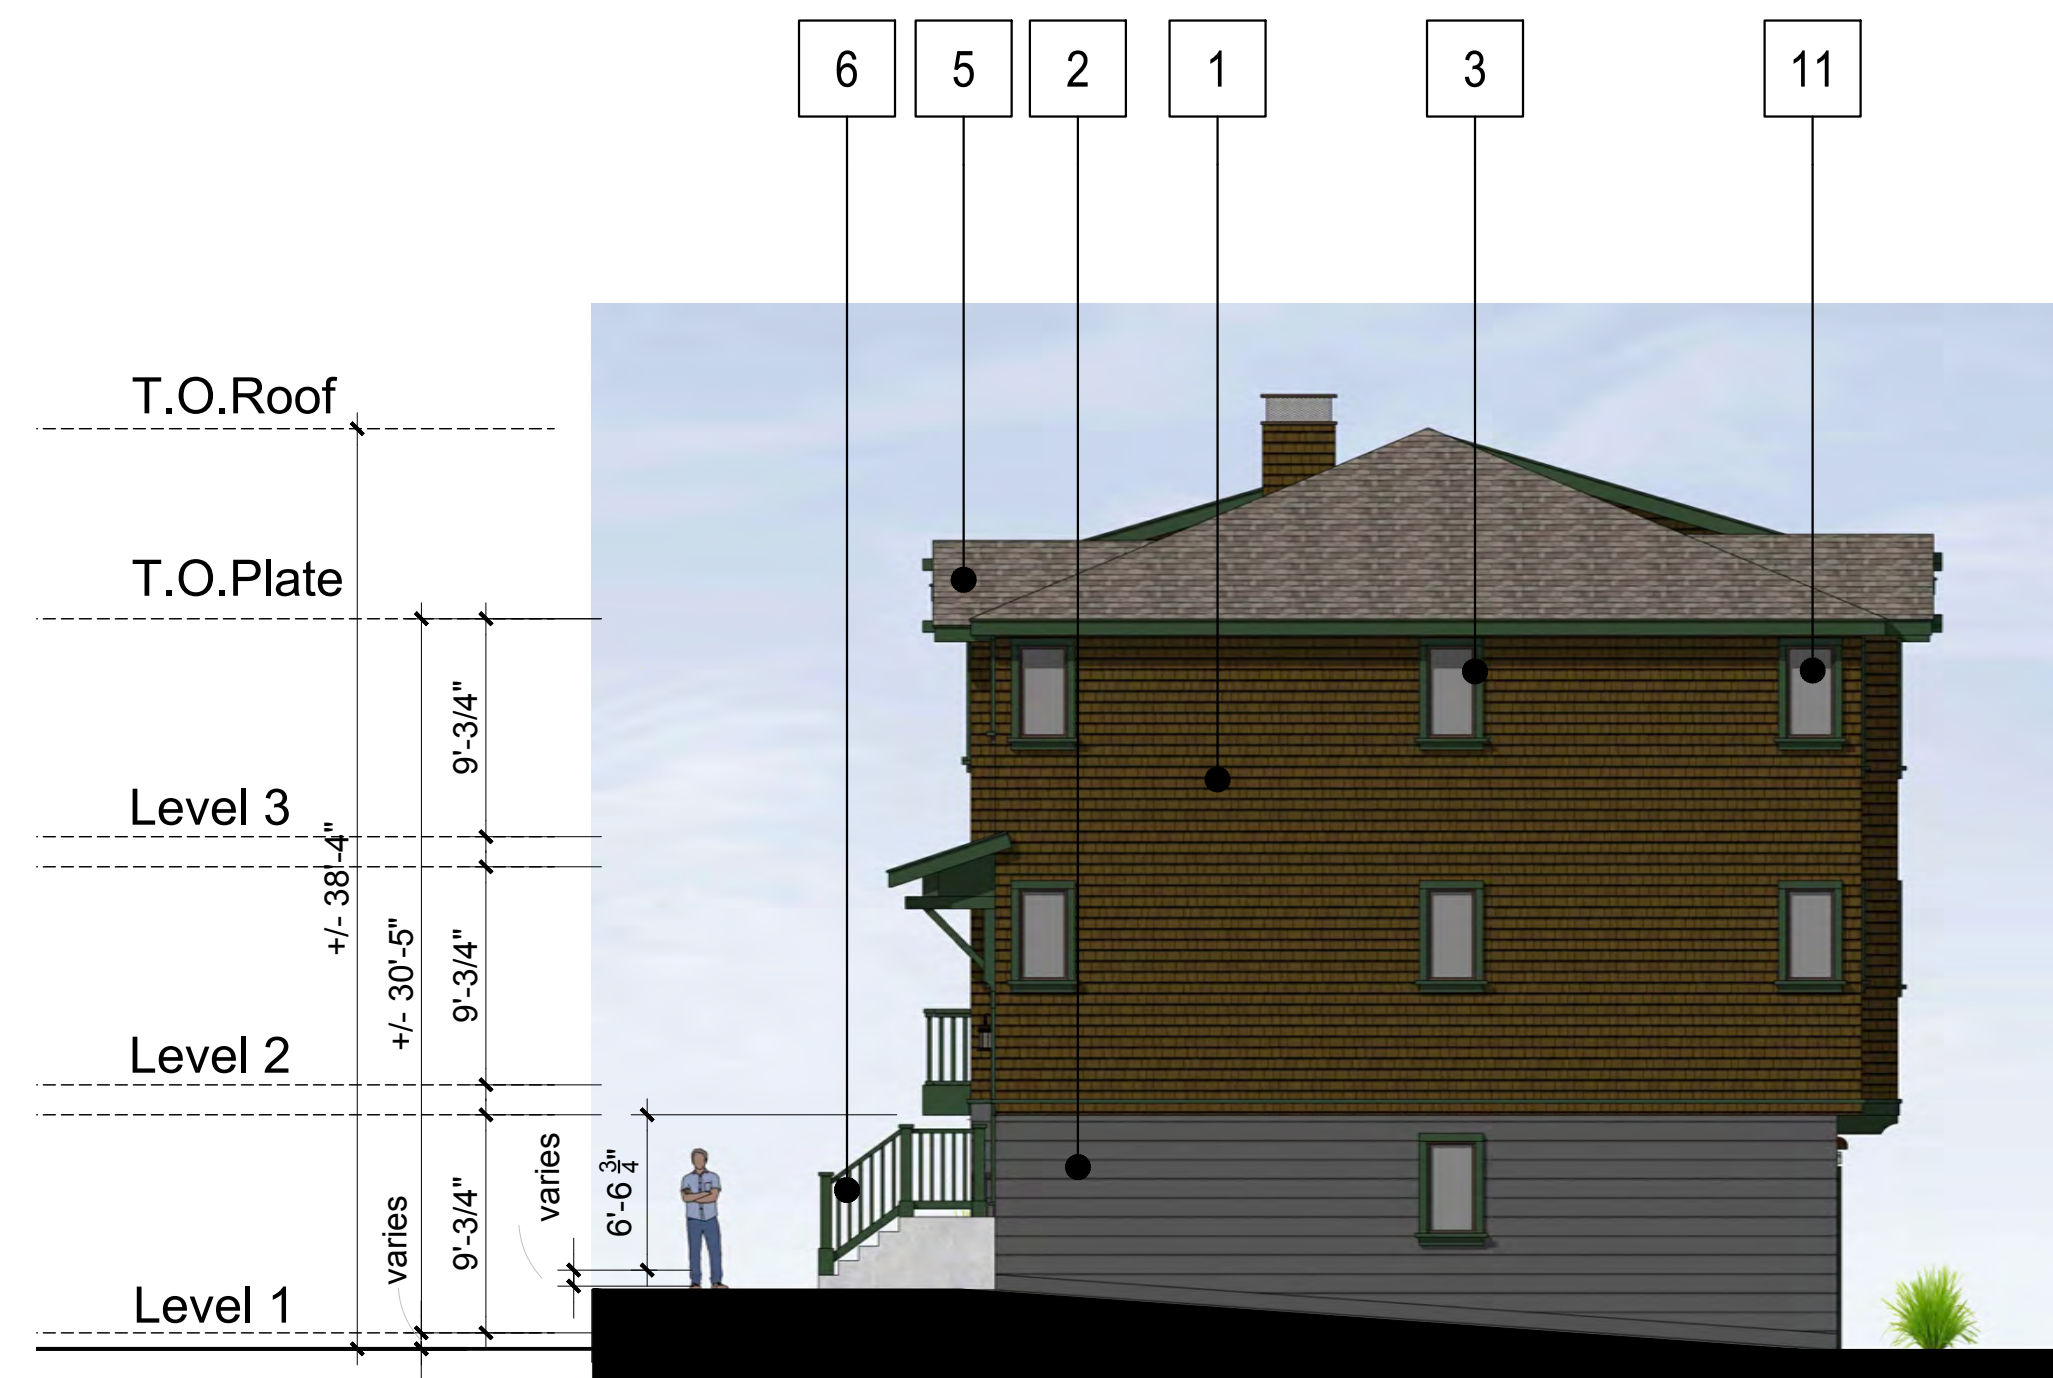 6 5 2 1 3 11
T.O.Roof
T.O.Plate
9'-3/4"
Level 3
+/- 38'-4"
+/- 30'-5"
9'-3/4"
Level 2
varies
6'-6 3/4"
varies
9'-3/4"
Level 1